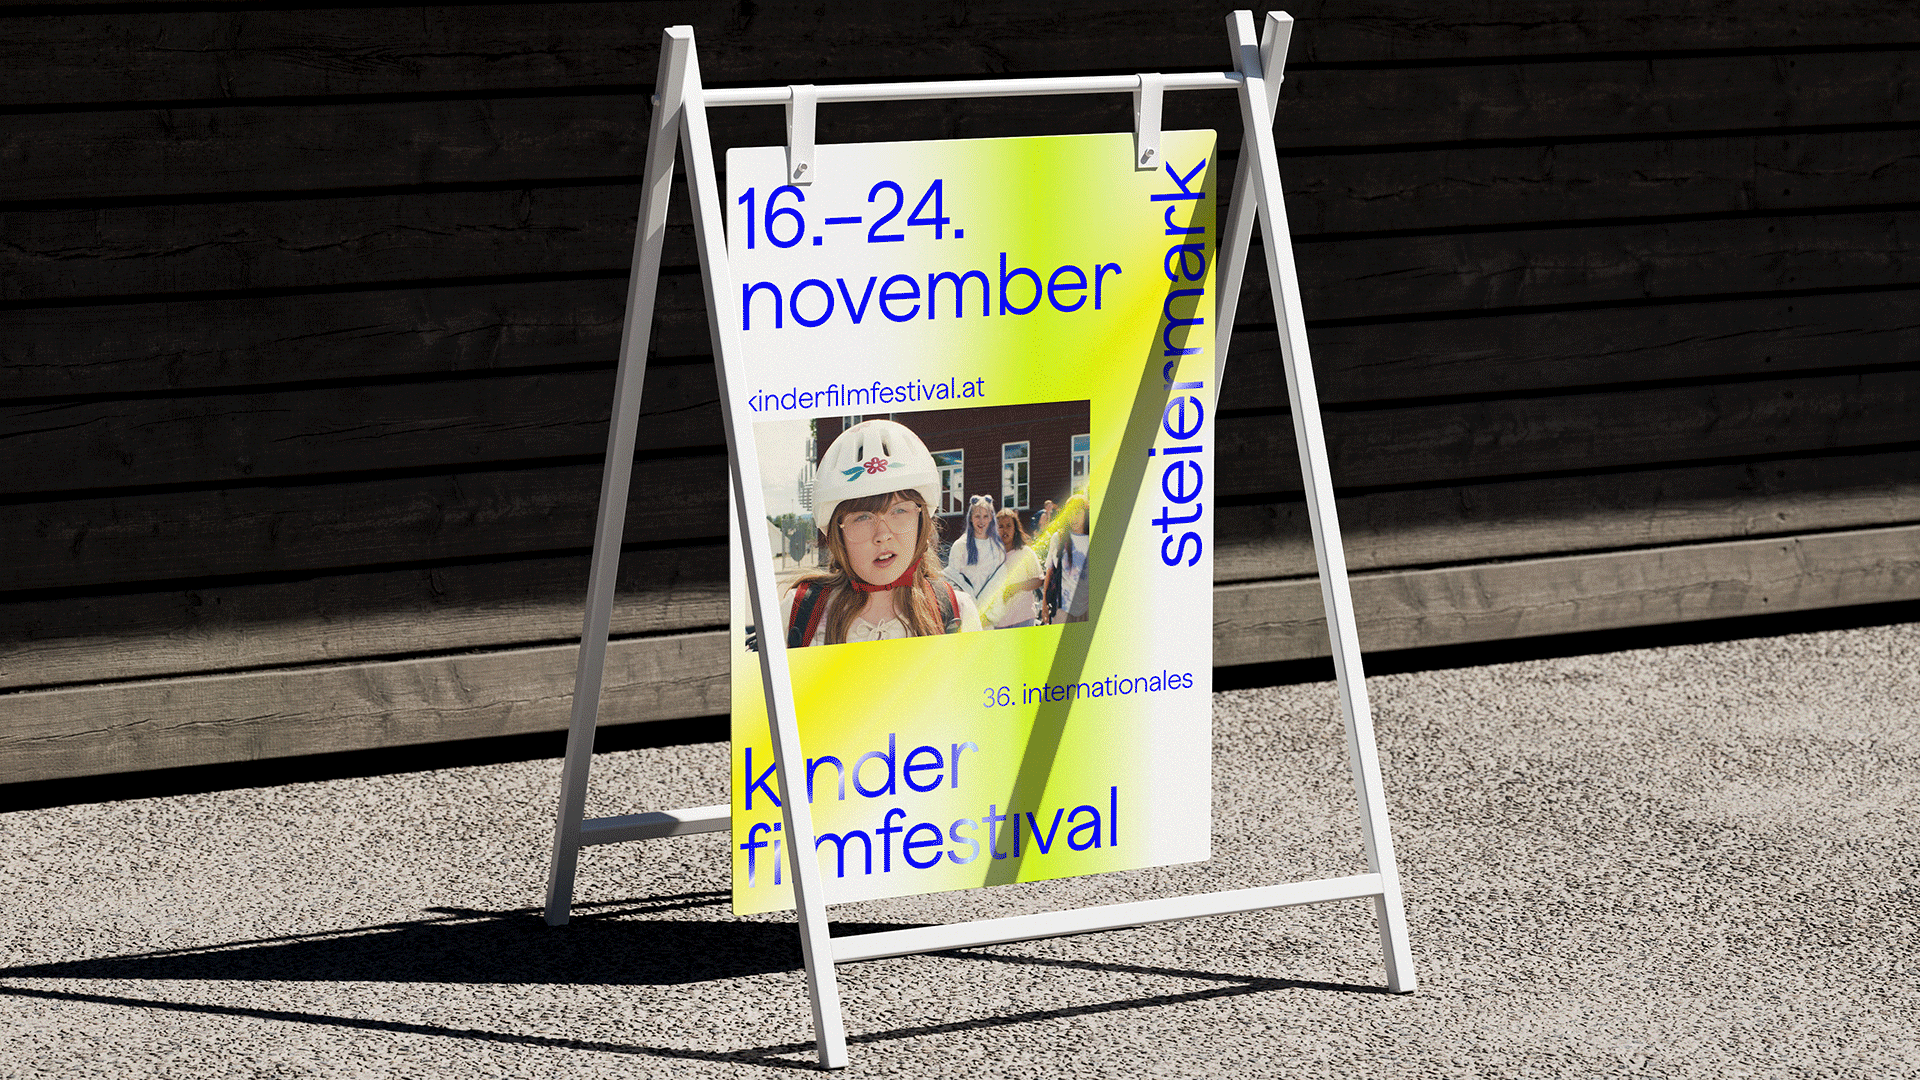 16.–24.
november
steiermark
kinderfilmfestival.at
36. internationales
kinder
filmfestival